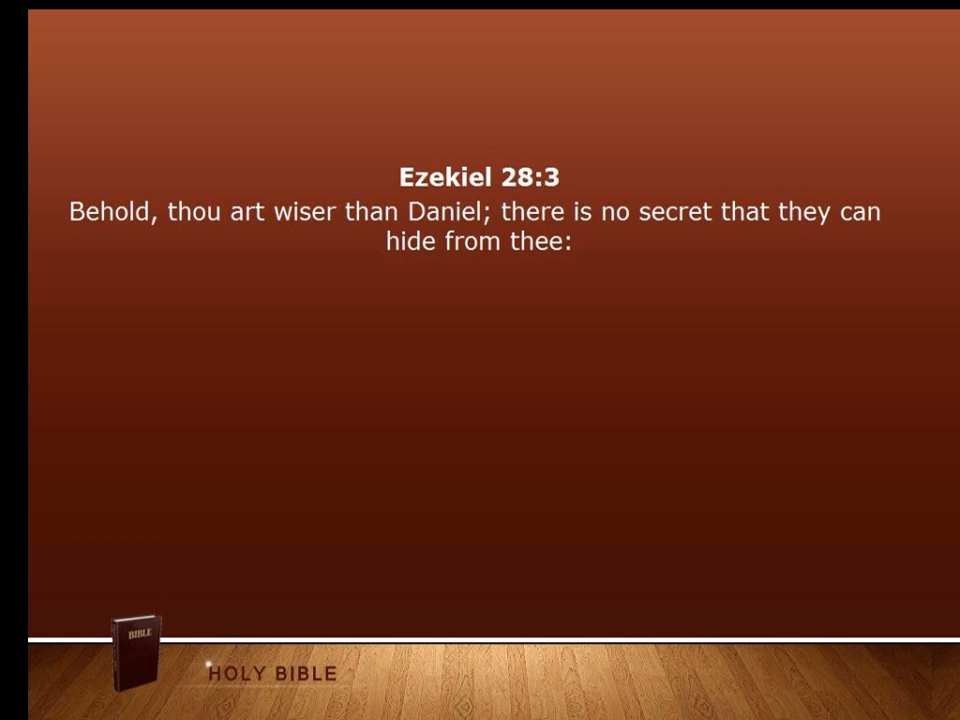 Ezekiel 28:3
Behold, thou art wiser than Daniel; there is no secret that they can
hide from thee:
BIBLE
HOLY BIBLE